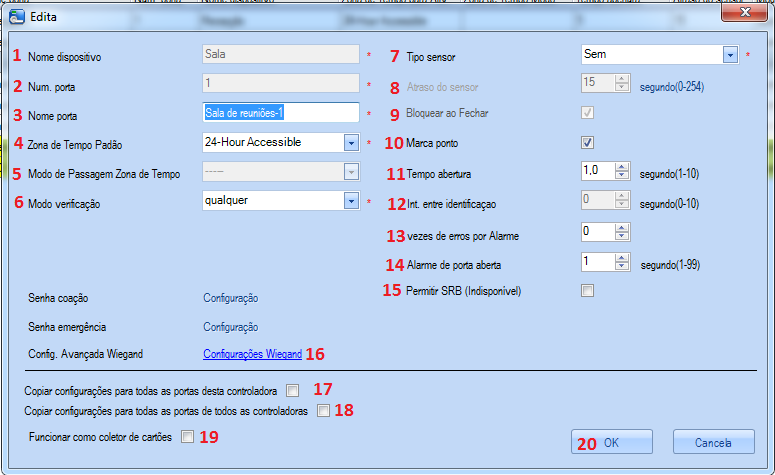 Edita
1 Nome dispositivo Sala *
2 Num. porta 1 *
3 Nome porta Sala de reuniões-1 *
4 Zona de Tempo Padão 24-Hour Accessible *
5 Modo de Passagem Zona de Tempo -----
6 Modo verificação qualquer *
7 Tipo sensor Sem *
8 Atraso do sensor 15 segundo(0-254)
9 Bloquear ao Fechar
10 Marca ponto
11 Tempo abertura 1,0 segundo(1-10)
12 Int. entre identificaçao 0 segundo(0-10)
13 vezes de erros por Alarme 0
14 Alarme de porta aberta 1 segundo(1-99)
15 Permitir SRB (Indisponível)
Senha coação Configuração
Senha emergência Configuração
Config. Avançada Wiegand Configurações Wiegand 16
Copiar configurações para todas as portas desta controladora 17
Copiar configurações para todas as portas de todos as controladoras 18
Funcionar como coletor de cartões 19
20 OK Cancela